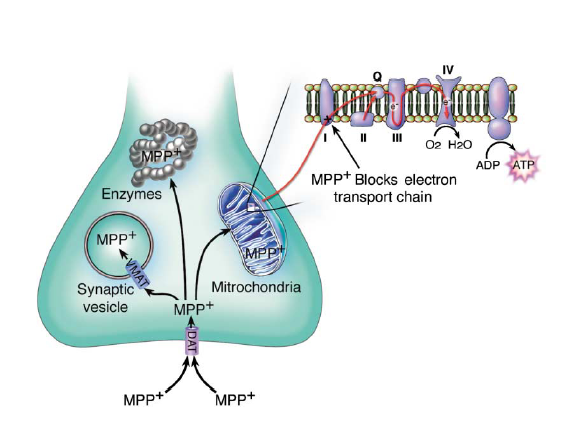 IV
Q
MPP+
e-
e-
I II III
O2 H2O
ADP ATP
MPP+ Blocks electron
transport chain
Enzymes
MPP+
VMAT
MPP+
Synaptic
vesicle
Mitrochondria
MPP+
DAT
MPP+ MPP+